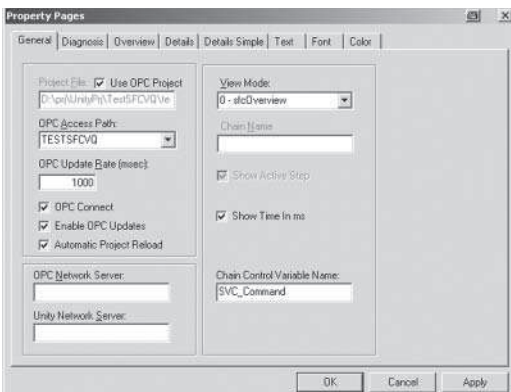 Property Pages
General Diagnosis Overview Details Details Simple Text Font Color
Project File: Use OPC Project
D:\prj\UnityPrj\TestSFCVQ\te
OPC Access Path:
TESTSFCVQ
OPC Update Rate (msec):
1000
OPC Connect
Enable OPC Updates
Automatic Project Reload
OPC Network Server:
Unity Network Server:
View Mode:
0 - sfcOverview
Chain Name
Show Active Step
Show Time In ms
Chain Control Variable Name:
SVC_Command
OK Cancel Apply